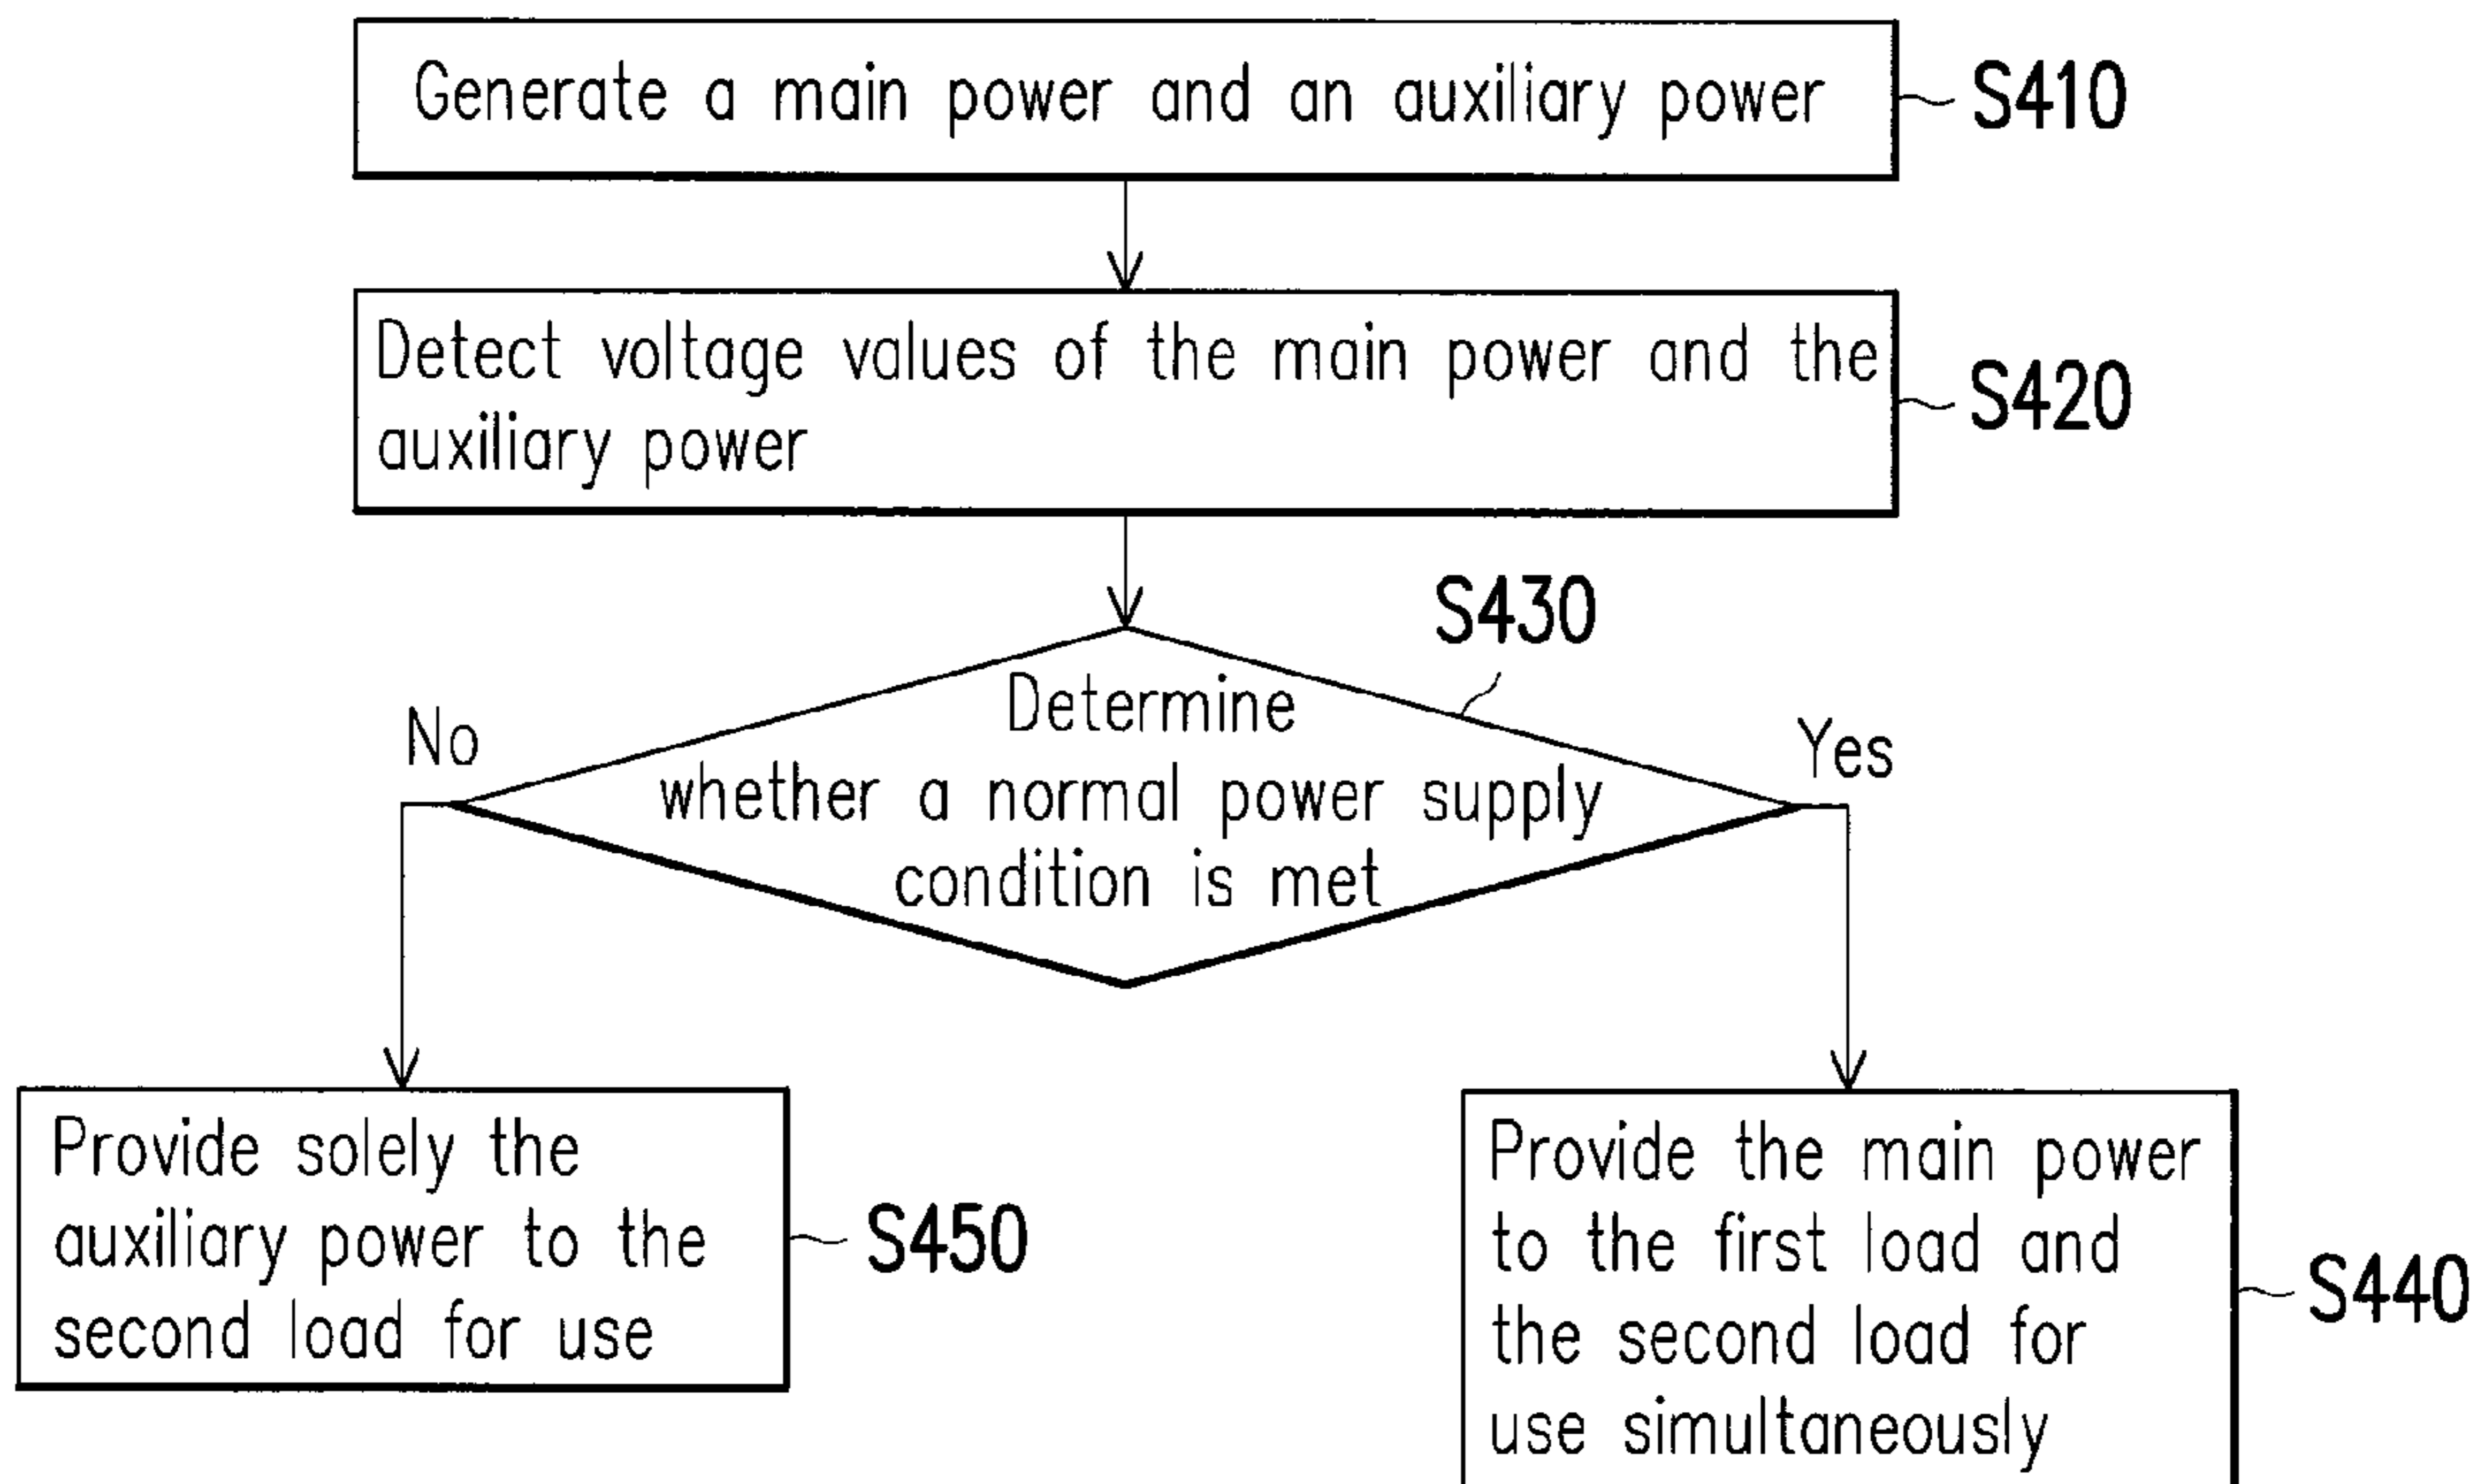 Generate a main power and an auxiliary power
S410
Detect voltage values of the main power and the
auxiliary power
S420
S430
Determine
whether a normal power supply
condition is met
No
Yes
Provide solely the
auxiliary power to the
second load for use
S450
Provide the main power
to the first load and
the second load for
use simultaneously
S440